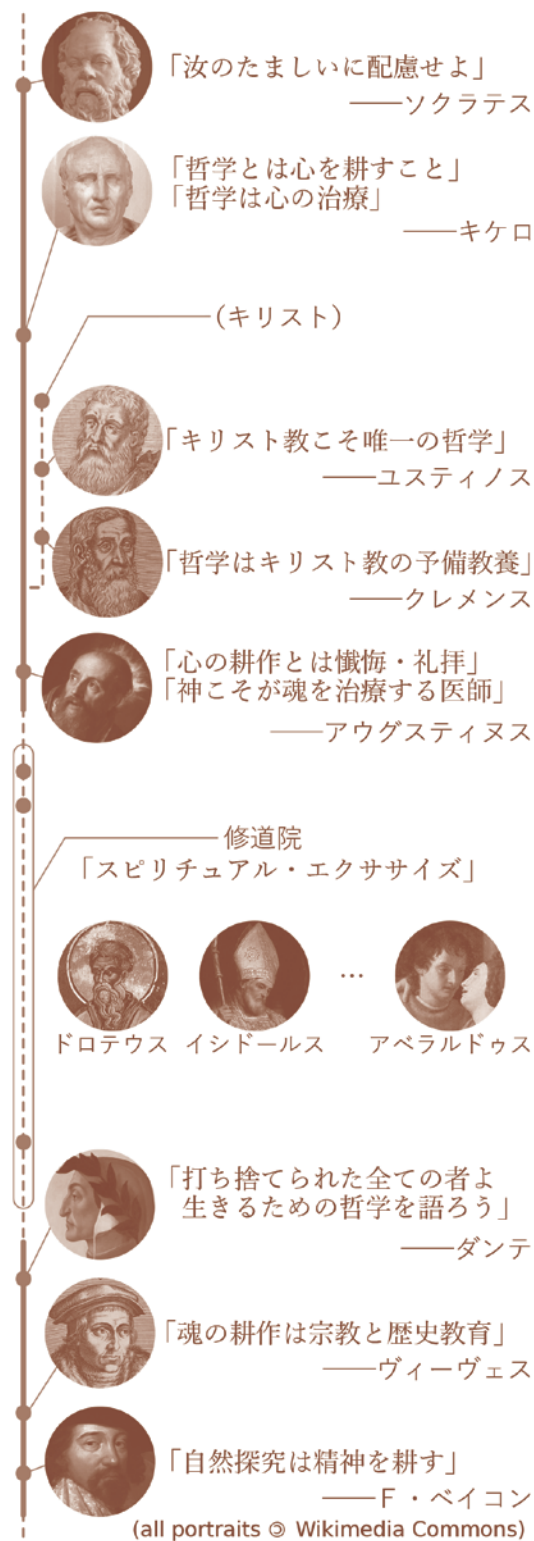 「汝のたましいに配慮せよ」
――ソクラテス
「哲学とは心を耕すこと」
「哲学は心の治療」
――キケロ
（キリスト）
「キリスト教こそ唯一の哲学」
――ユスティノス
「哲学はキリスト教の予備教養」
――クレメンス
「心の耕作とは懺悔・礼拝」
「神こそが魂を治療する医師」
――アウグスティヌス
修道院
「スピリチュアル・エクササイズ」
ドロテウス イシドールス … アベラルドゥス
「打ち捨てられた全ての者よ
生きるための哲学を語ろう」
――ダンテ
「魂の耕作は宗教と歴史教育」
――ヴィーヴェス
「自然探究は精神を耕す」
――F・ベイコン
(all portraits 🄯 Wikimedia Commons)